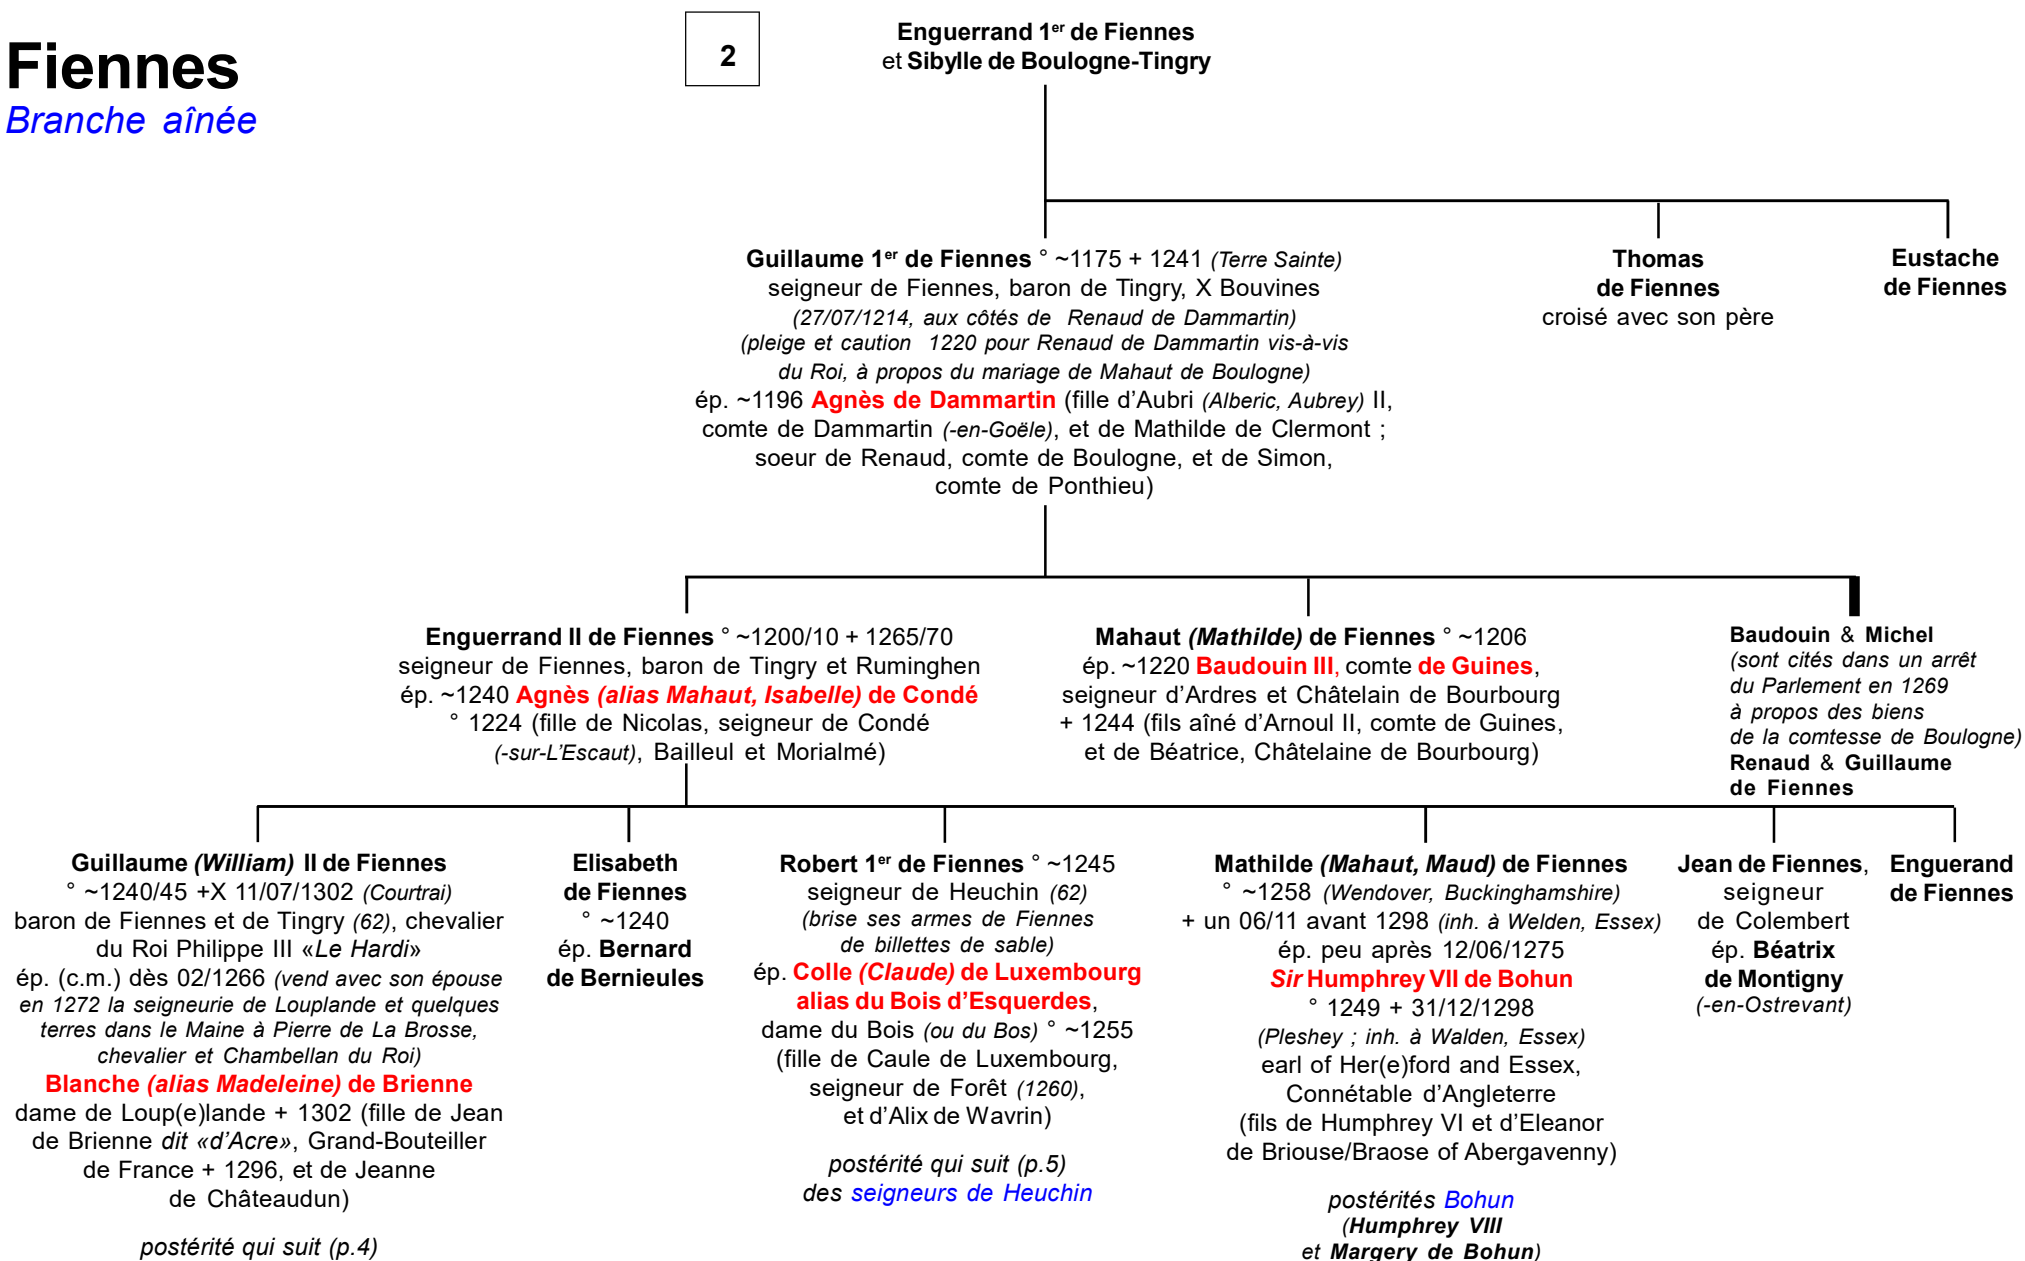 Fiennes
Branche aînée
2
Enguerrand 1er de Fiennes
et Sibylle de Boulogne-Tingry
Guillaume 1er de Fiennes ° ~1175 + 1241 (Terre Sainte)
seigneur de Fiennes, baron de Tingry, X Bouvines
(27/07/1214, aux côtés de Renaud de Dammartin)
(pleige et caution 1220 pour Renaud de Dammartin vis-à-vis
du Roi, à propos du mariage de Mahaut de Boulogne)
ép. ~1196 Agnès de Dammartin (fille d'Aubri (Alberic, Aubrey) II,
comte de Dammartin (-en-Goële), et de Mathilde de Clermont ;
soeur de Renaud, comte de Boulogne, et de Simon,
comte de Ponthieu)
Thomas
de Fiennes
croisé avec son père
Eustache
de Fiennes
Enguerrand II de Fiennes ° ~1200/10 + 1265/70
seigneur de Fiennes, baron de Tingry et Ruminghen
ép. ~1240 Agnès (alias Mahaut, Isabelle) de Condé
° 1224 (fille de Nicolas, seigneur de Condé
(-sur-L'Escaut), Bailleul et Morialmé)
Mahaut (Mathilde) de Fiennes ° ~1206
ép. ~1220 Baudouin III, comte de Guines,
seigneur d'Ardres et Châtelain de Bourbourg
+ 1244 (fils aîné d'Arnoul II, comte de Guines,
et de Béatrice, Châtelaine de Bourbourg)
Baudouin & Michel
(sont cités dans un arrêt
du Parlement en 1269
à propos des biens
de la comtesse de Boulogne)
Renaud & Guillaume
de Fiennes
Guillaume (William) II de Fiennes
° ~1240/45 +X 11/07/1302 (Courtrai)
baron de Fiennes et de Tingry (62), chevalier
du Roi Philippe III «Le Hardi»
ép. (c.m.) dès 02/1266 (vend avec son épouse
en 1272 la seigneurie de Louplande et quelques
terres dans le Maine à Pierre de La Brosse,
chevalier et Chambellan du Roi)
Blanche (alias Madeleine) de Brienne
dame de Loup(e)lande + 1302 (fille de Jean
de Brienne dit «d'Acre», Grand-Bouteiller
de France + 1296, et de Jeanne
de Châteaudun)
postérité qui suit (p.4)
Elisabeth
de Fiennes
° ~1240
ép. Bernard
de Bernieules
Robert 1er de Fiennes ° ~1245
seigneur de Heuchin (62)
(brise ses armes de Fiennes
de billettes de sable)
ép. Colle (Claude) de Luxembourg
alias du Bois d'Esquerdes,
dame du Bois (ou du Bos) ° ~1255
(fille de Caule de Luxembourg,
seigneur de Forêt (1260),
et d'Alix de Wavrin)
postérité qui suit (p.5)
des seigneurs de Heuchin
Mathilde (Mahaut, Maud) de Fiennes
° ~1258 (Wendover, Buckinghamshire)
+ un 06/11 avant 1298 (inh. à Welden, Essex)
ép. peu après 12/06/1275
Sir Humphrey VII de Bohun
° 1249 + 31/12/1298
(Pleshey ; inh. à Walden, Essex)
earl of Her(e)ford and Essex,
Connétable d'Angleterre
(fils de Humphrey VI et d'Eleanor
de Briouse/Braose of Abergavenny)
postérités Bohun
(Humphrey VIII
et Margery de Bohun)
Jean de Fiennes,
seigneur
de Colembert
ép. Béatrix
de Montigny
(-en-Ostrevant)
Enguerand
de Fiennes